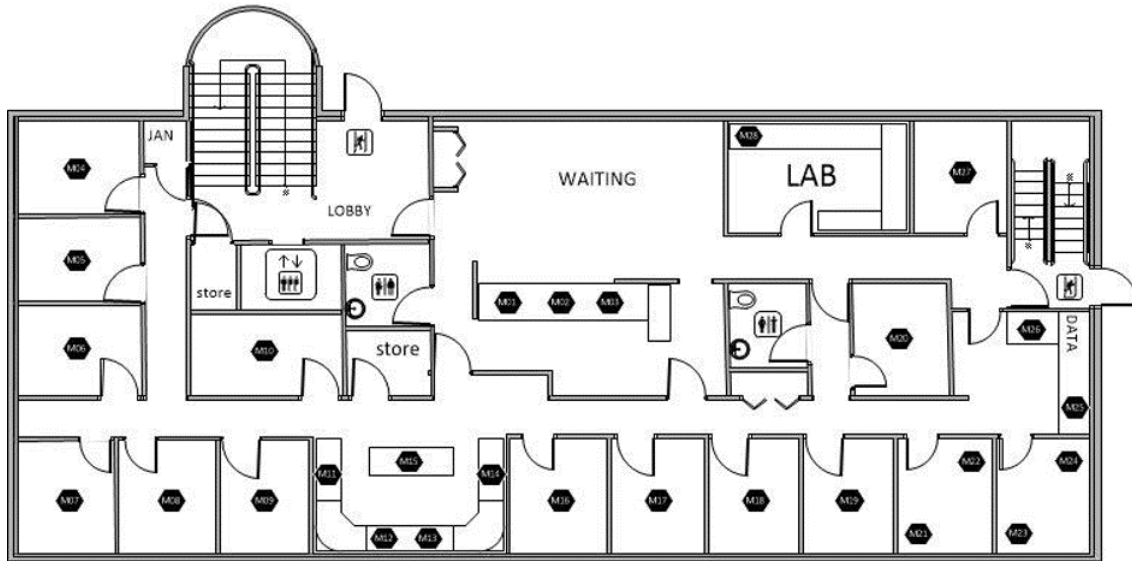 JAN
M04
M28
LAB
WAITING
M27
LOBBY
M05
store
M01 M02 M03
M06
M10
store
M20
M26
DATA
M25
M07
M08
M09
M11
M15
M14
M12
M13
M16
M17
M18
M19
M22
M21
M24
M23